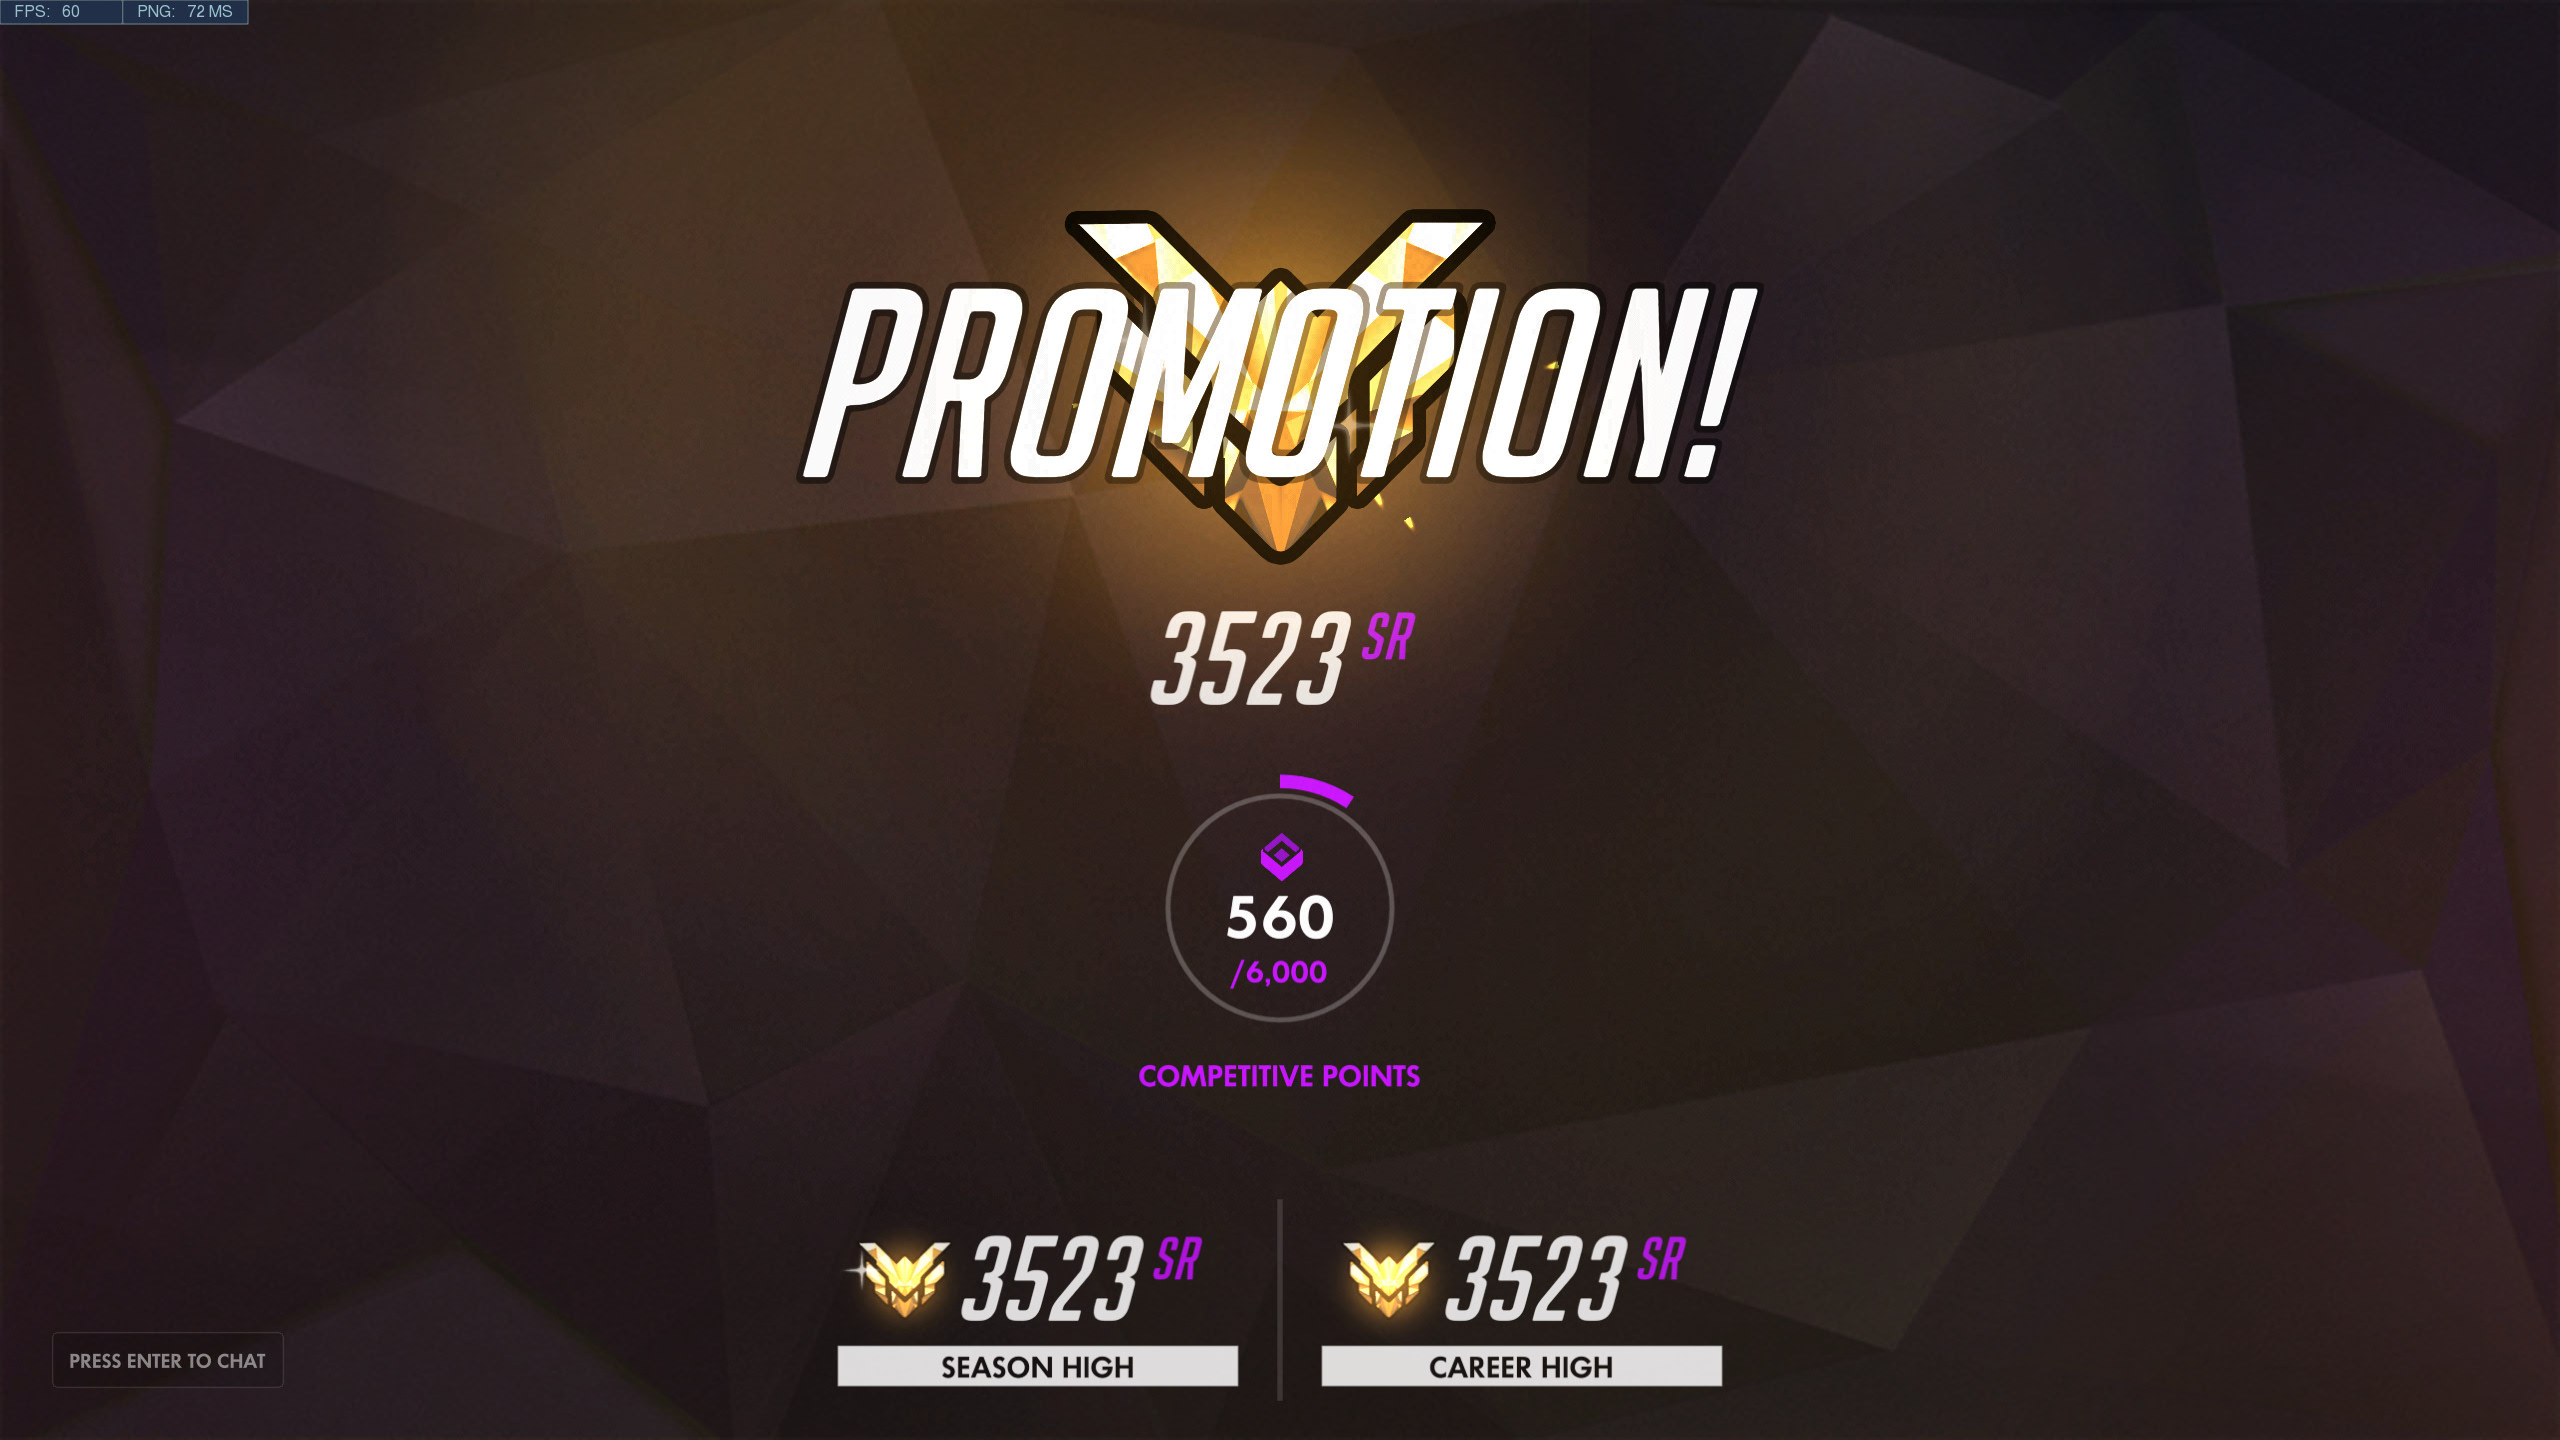 FPS: 60 PNG: 72 MS
PROMOTION!
3523 SR
560
/6,000
COMPETITIVE POINTS
3523 SR
SEASON HIGH
3523 SR
CAREER HIGH
PRESS ENTER TO CHAT